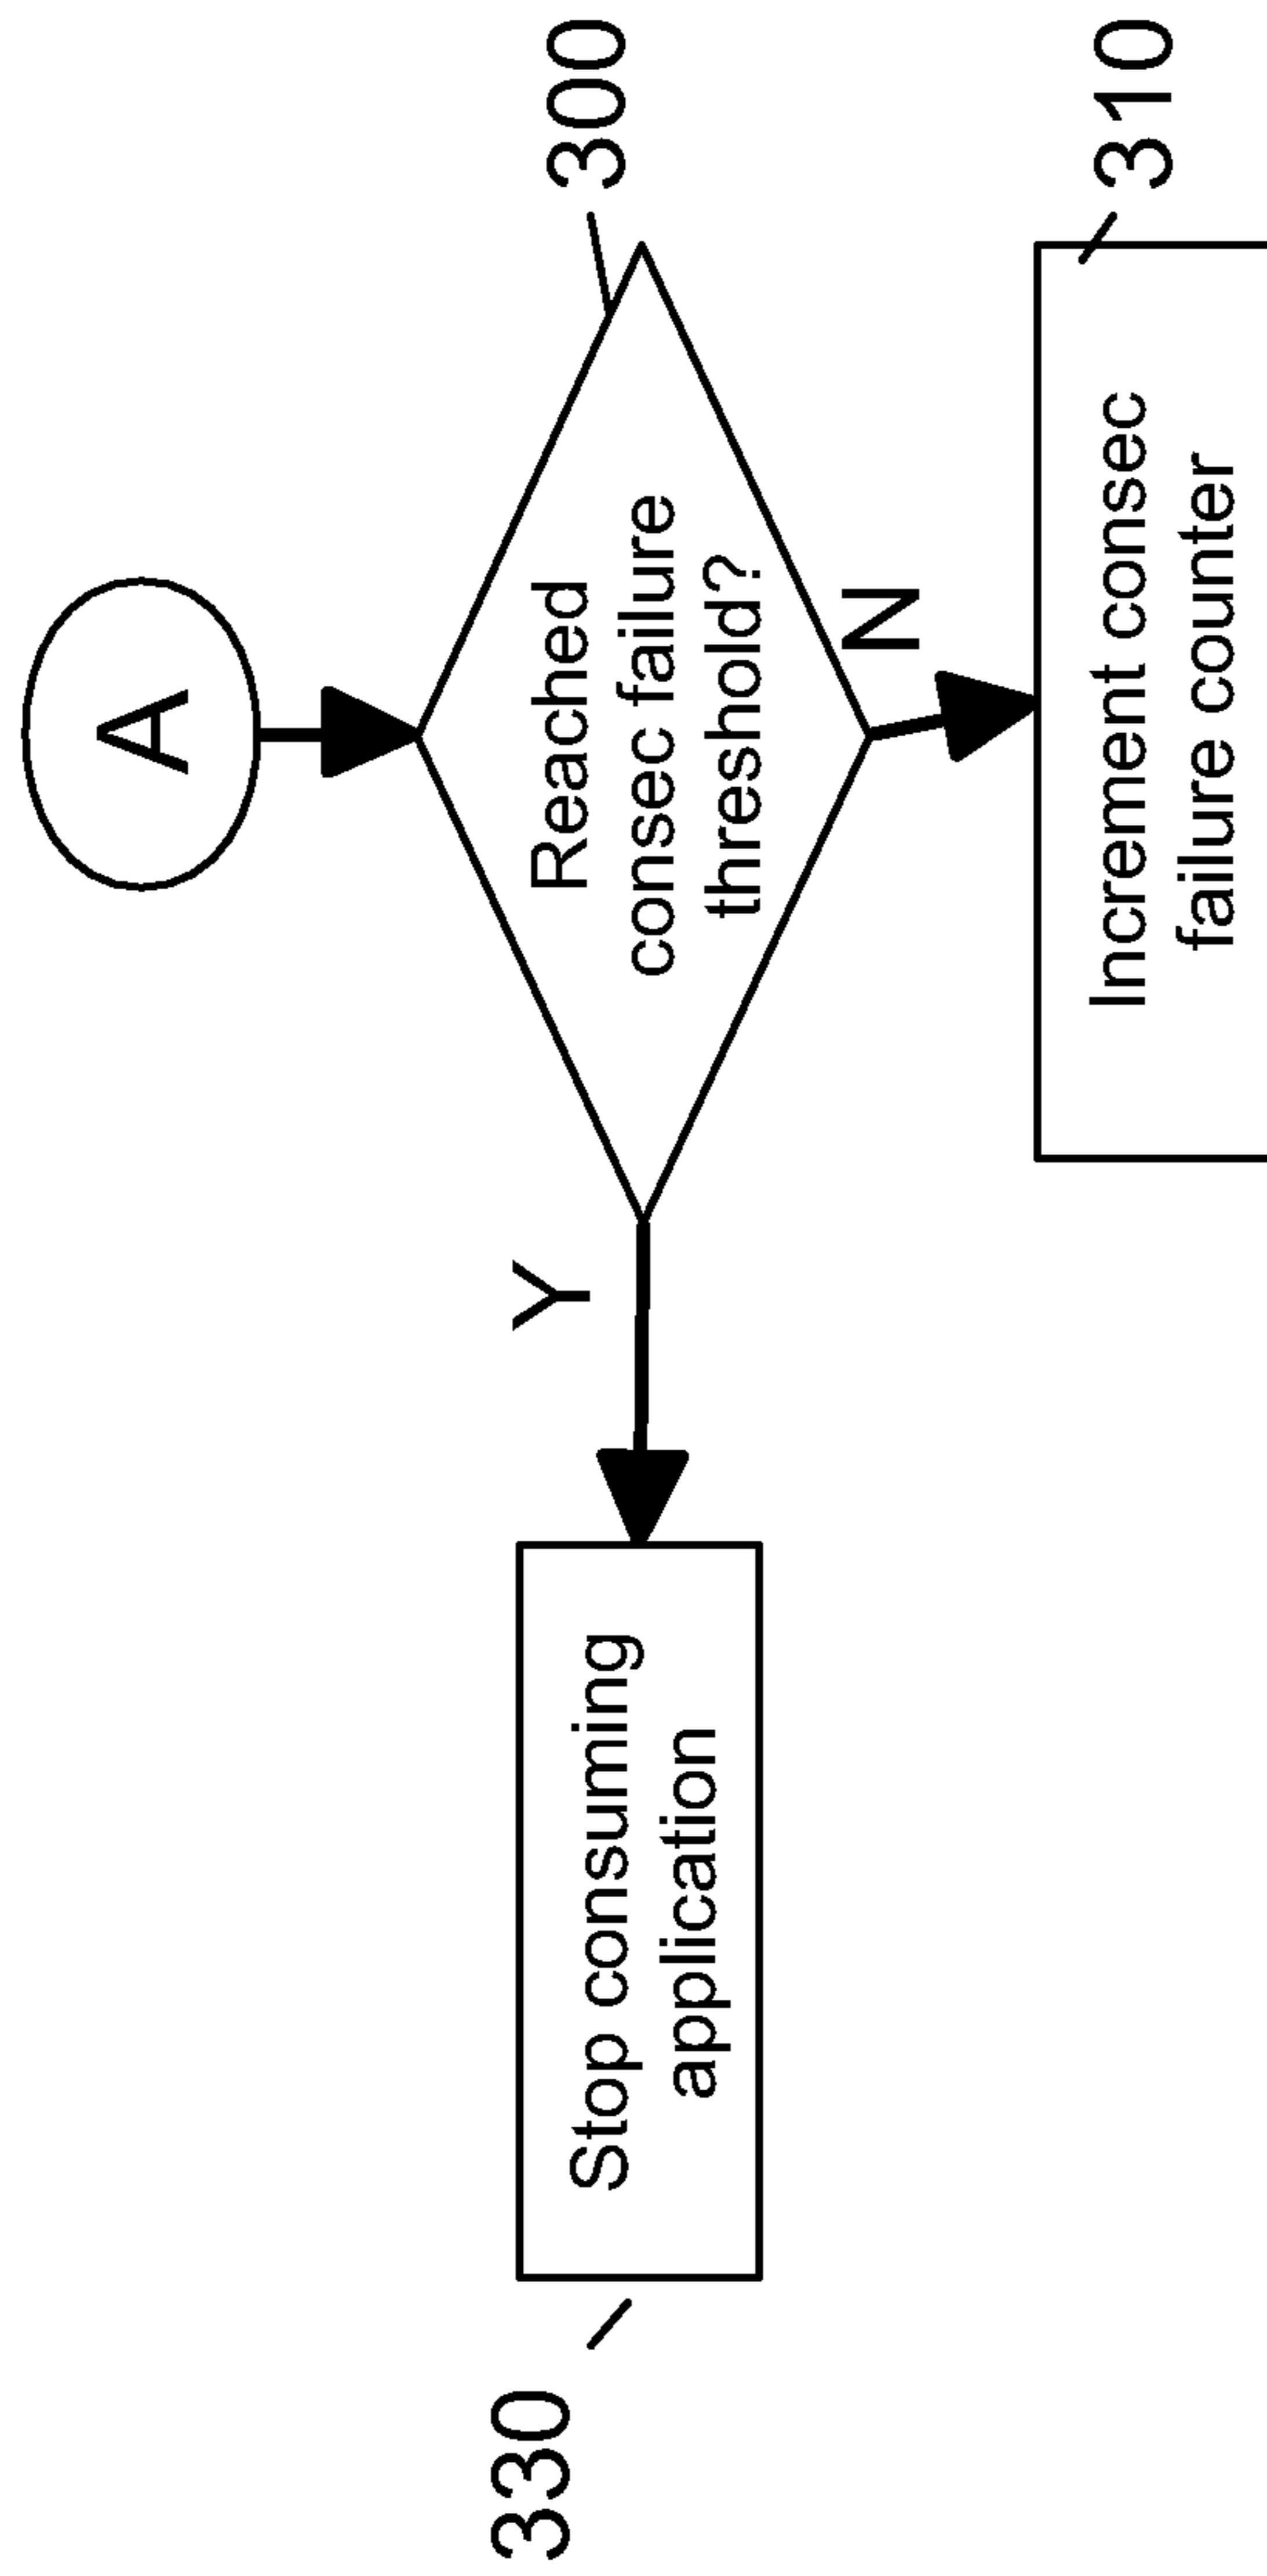 A
300
Reached
consec failure
threshold?
Y
N
330
Stop consuming
application
310
Increment consec
failure counter